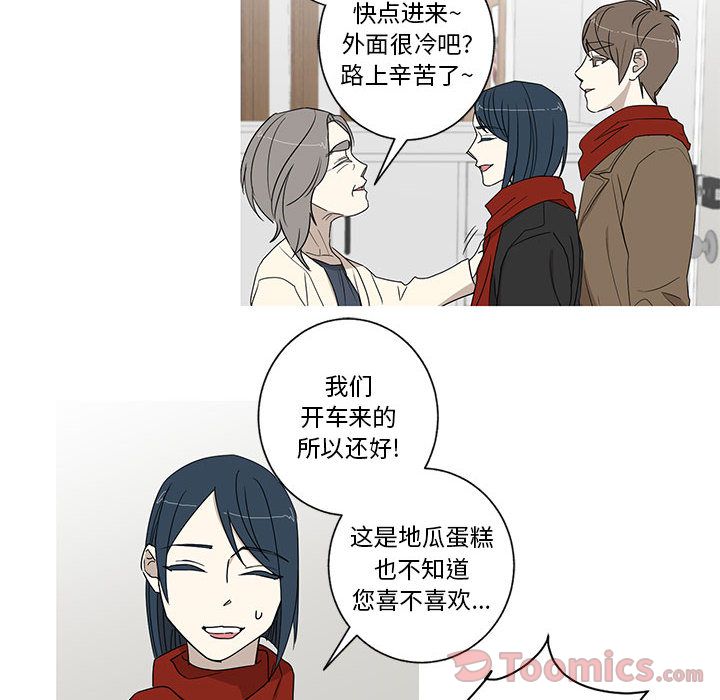 快点进来~
外面很冷吧?
路上辛苦了~
我们
开车来的
所以还好!
这是地瓜蛋糕
也不知道
您喜不喜欢...
Toomics.com